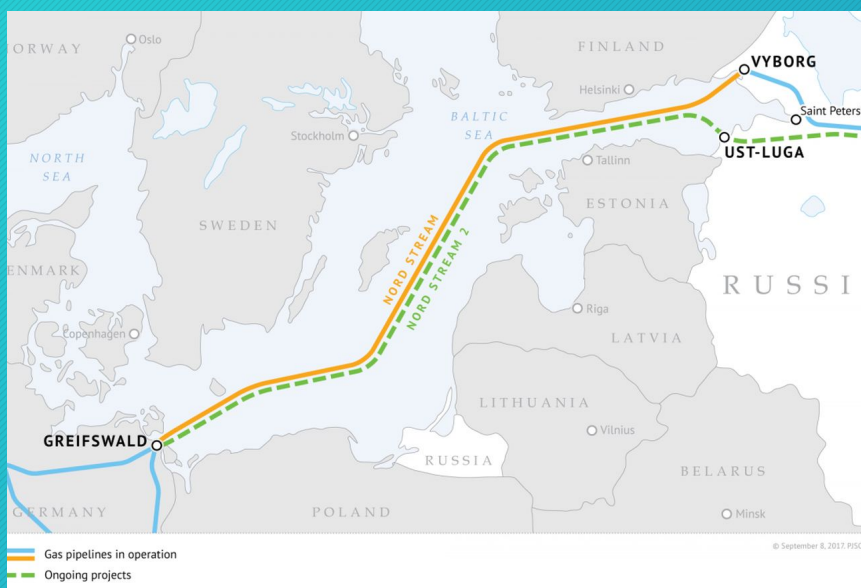 ORWAY
Oslo
FINLAND
VYBORG
Helsinki
Saint Peters
BALTIC
SEA
Stockholm
UST-LUGA
NORTH
SEA
Tallinn
ESTONIA
SWEDEN
NORD STREAM
NORD STREAM 2
ENMARK
RUSSI
Riga
Copenhagen
LATVIA
LITHUANIA
GREIFSWALD
Vilnius
RUSSIA
BELARUS
GERMANY
POLAND
Minsk
Gas pipelines in operation
© September 8, 2017. PISC
Ongoing projects